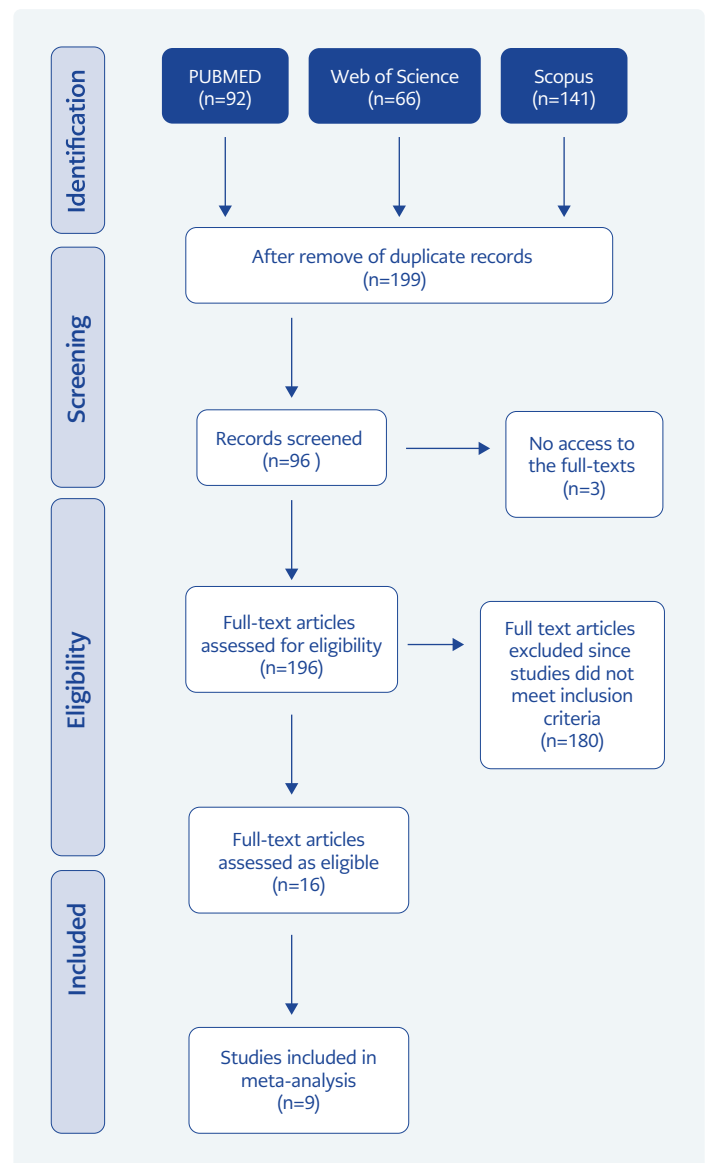 Identification
PUBMED
(n=92)
Web of Science
(n=66)
Scopus
(n=141)
After remove of duplicate records
(n=199)
Screening
Records screened
(n=96 )
No access to
the full-texts
(n=3)
Eligibility
Full-text articles
assessed for eligibility
(n=196)
Full text articles
excluded since
studies did not
meet inclusion
criteria
(n=180)
Full-text articles
assessed as eligible
(n=16)
Included
Studies included in
meta-analysis
(n=9)